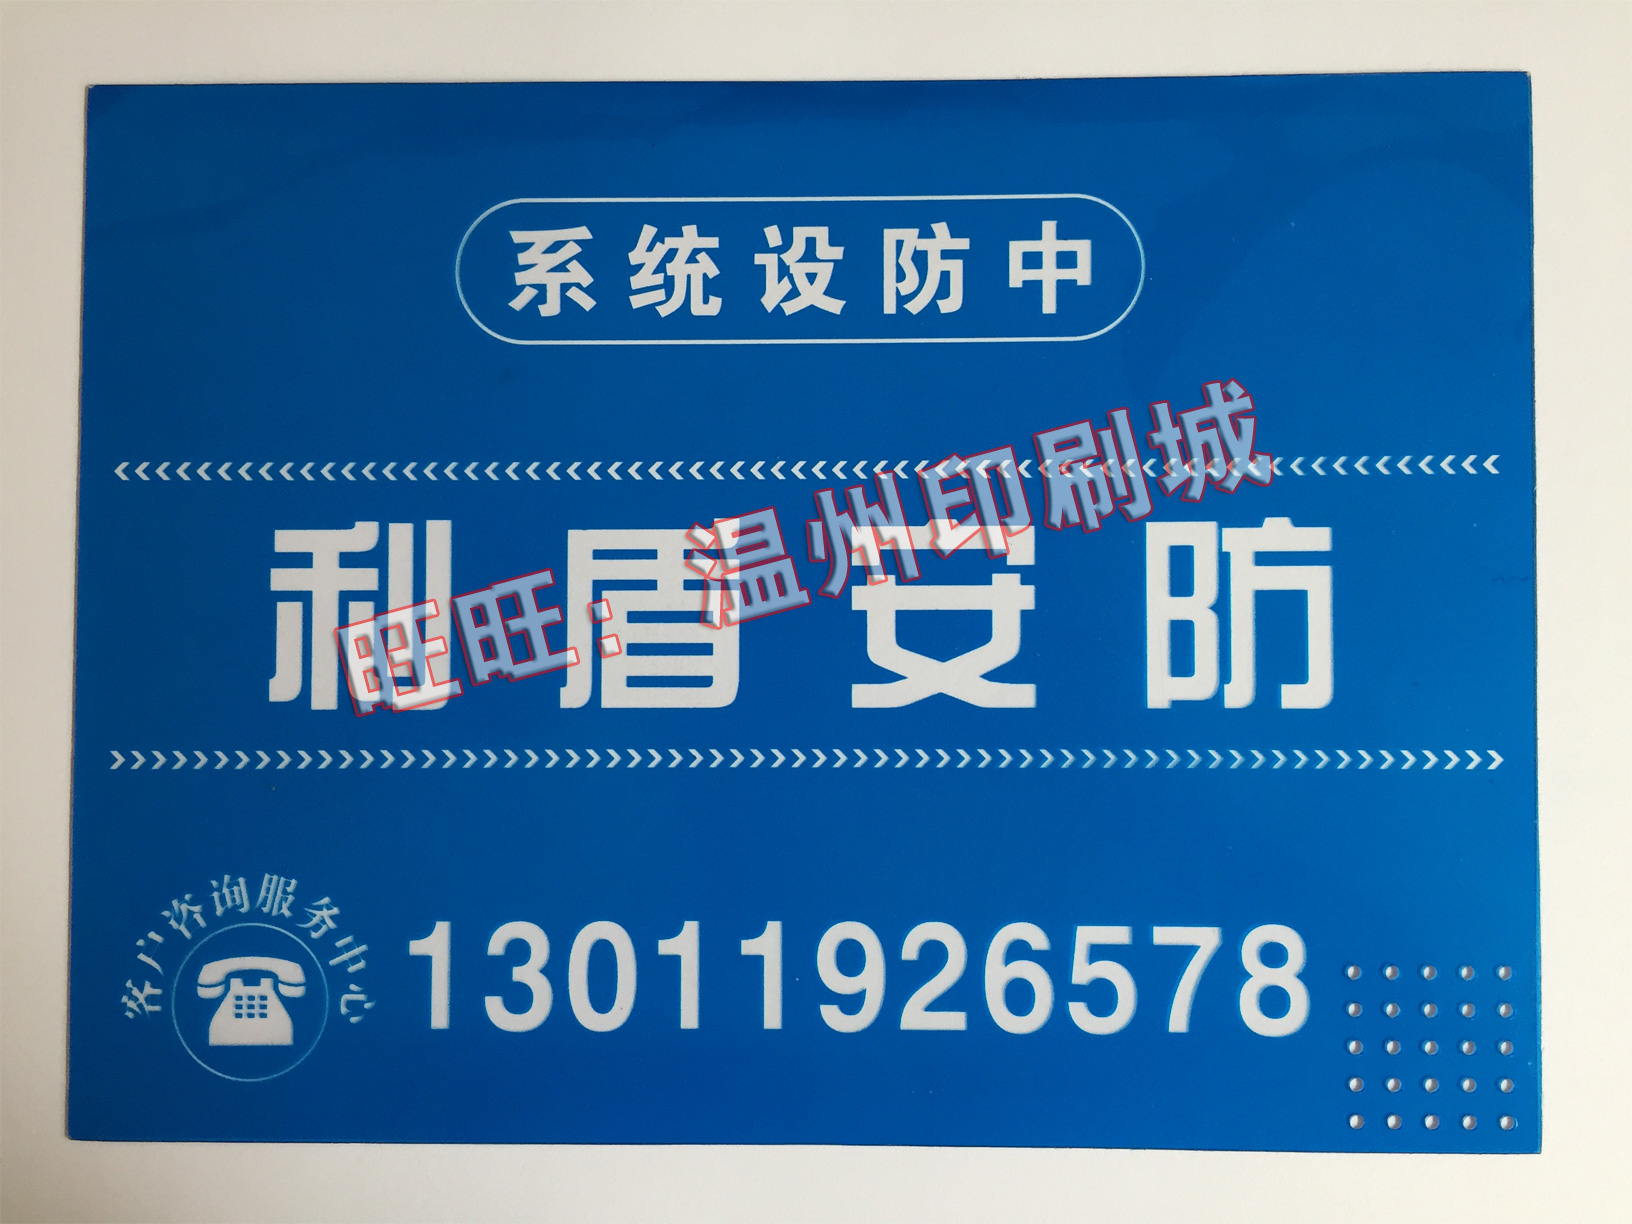 系统设防中
利盾安防
旺旺：温州印刷城
客户咨询服务中心
13011926578